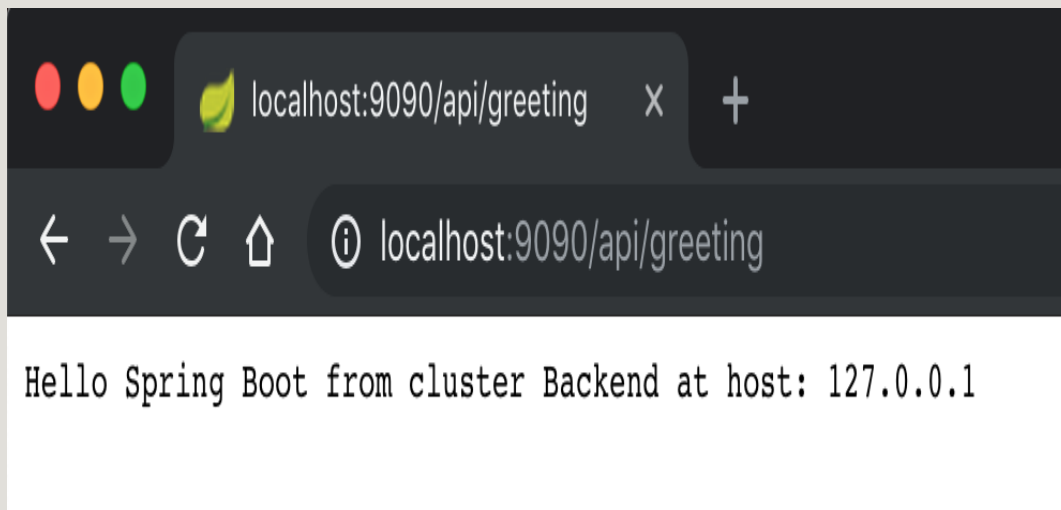 localhost:9090/api/greeting
localhost:9090/api/greeting
Hello Spring Boot from cluster Backend at host: 127.0.0.1